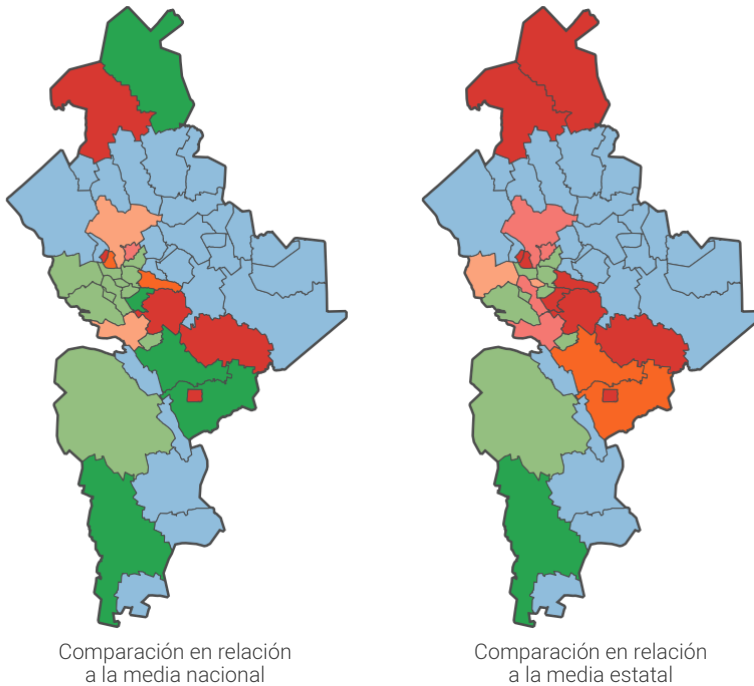 Comparación en relación
a la media nacional
Comparación en relación
a la media estatal